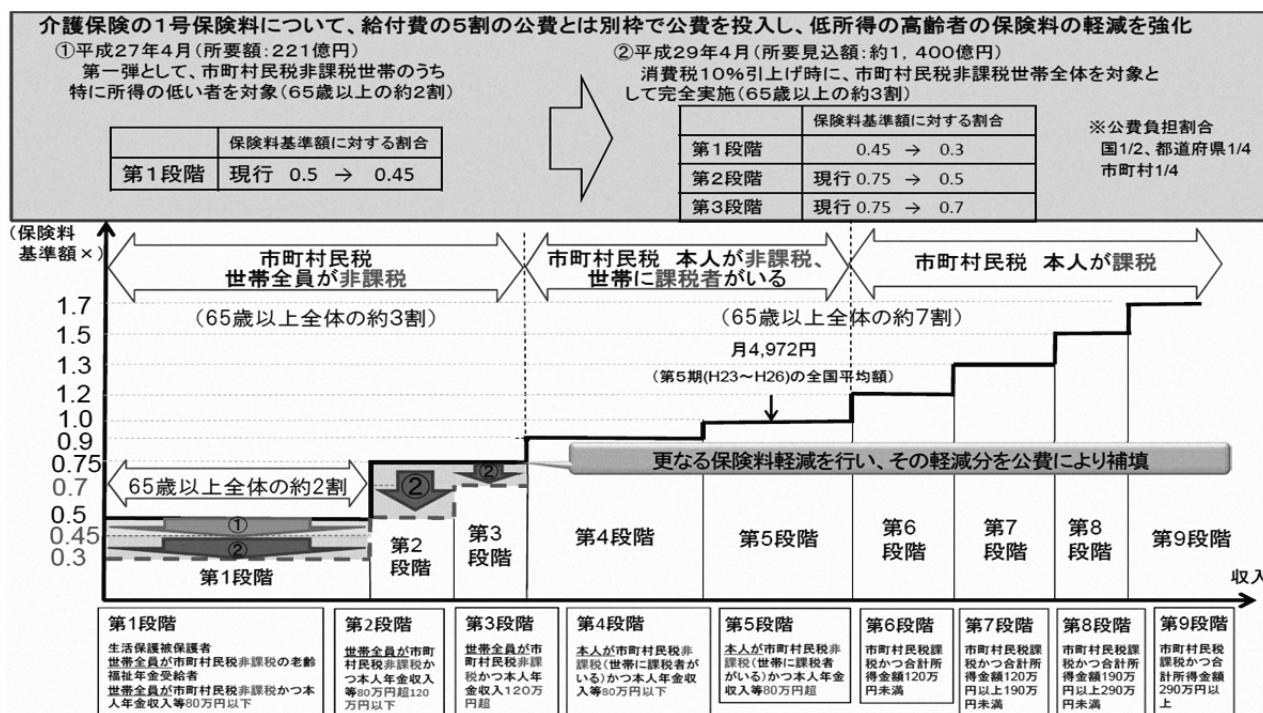 介護保険の1号保険料について、給付費の5割の公費とは別枠で公費を投入し、低所得の高齢者の保険料の軽減を強化
①平成27年4月(所要額:221億円)
第一弾として、市町村民税非課税世帯のうち
特に所得の低い者を対象(65歳以上の約2割)
保険料基準額に対する割合
第1段階 現行 0.5 → 0.45
②平成29年4月(所要見込額:約1,400億円)
消費税10%引上げ時に、市町村民税非課税世帯全体を対象と
して完全実施(65歳以上の約3割)
保険料基準額に対する割合
第1段階 0.45 → 0.3
第2段階 現行 0.75 → 0.5
第3段階 現行 0.75 → 0.7
※公費負担割合
国1/2、都道府県1/4
市町村1/4
(保険料
基準額×)
市町村民税
世帯全員が非課税
市町村民税 本人が非課税、
世帯に課税者がいる
市町村民税 本人が課税
(65歳以上全体の約3割)
(65歳以上全体の約7割)
月4,972円
(第5期(H23~H26)の全国平均額)
1.7
1.5
1.3
1.2
1.0
0.9
0.75
0.7
0.5
0.45
0.3
更なる保険料軽減を行い、その軽減分を公費により補填
65歳以上全体の約2割
①
②
②
②
第1段階
第2
段階
第3
段階
第4段階
第5段階
第6
段階
第7
段階
第8
段階
第9段階
収入
第1段階
生活保護被保護者
世帯全員が市町村民税非課税の老齢
福祉年金受給者
世帯全員が市町村民税非課税かつ本
人年金収入等80万円以下
第2段階
世帯全員が市町
村民税非課税か
つ本人年金収入
等80万円超120
万円以下
第3段階
世帯全員が市
町村民税非課
税かつ本人年
金収入120万
円超
第4段階
本人が市町村民税非
課税(世帯に課税者が
いる)かつ本人年金収
入等80万円以下
第5段階
本人が市町村民税非
課税(世帯に課税者
がいる)かつ本人年金
収入等80万円超
第6段階
市町村民税
課税かつ合計所
得金額120万
円未満
第7段階
市町村民税課
税かつ合計所
得金額120万
円以上190万
円未満
第8段階
市町村民税課
税かつ合計所
得金額190万
円以上290万
円未満
第9段階
市町村民税
課税かつ合
計所得金額
290万円以
上